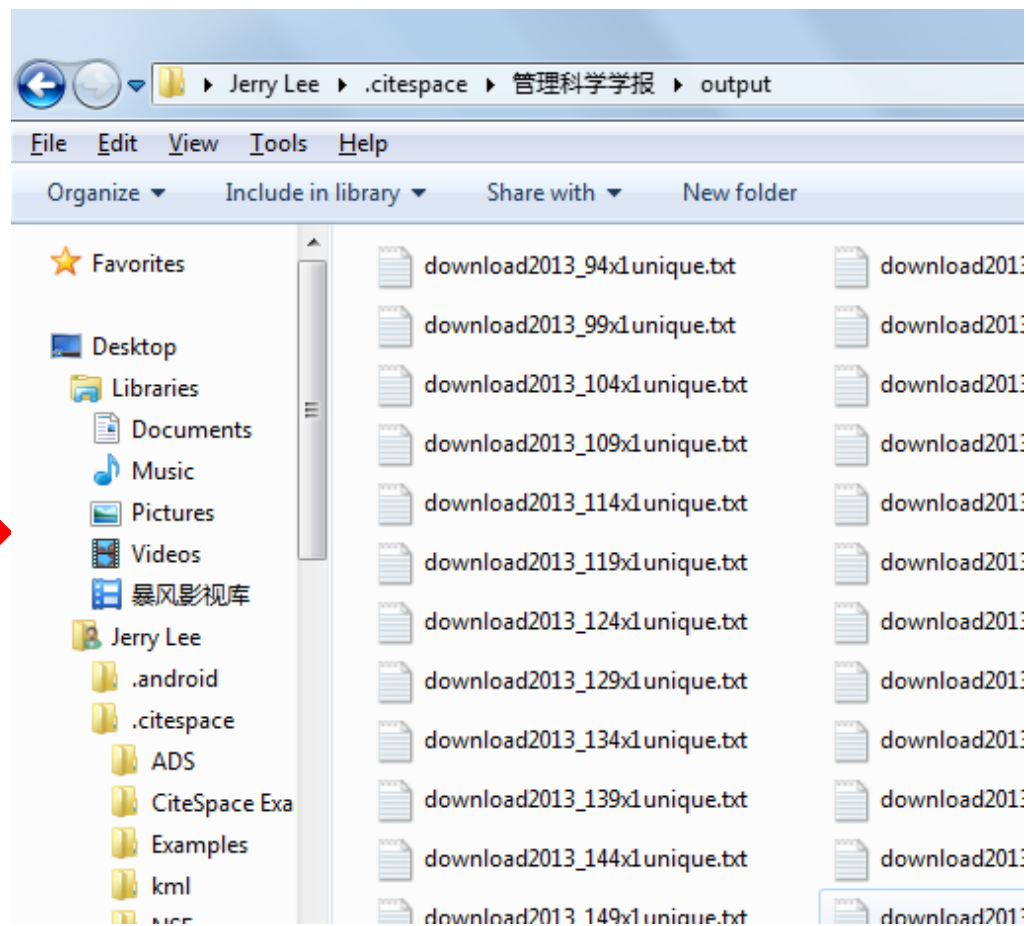 Jerry Lee .citespace 管理科学学报 output
File Edit View Tools Help
Organize Include in library Share with New folder
Favorites
Desktop
Libraries
Documents
Music
Pictures
Videos
暴风影视库
Jerry Lee
.android
.citespace
ADS
CiteSpace Exa
Examples
kml
download2013_94x1unique.txt
download2013_99x1unique.txt
download2013_104x1unique.txt
download2013_109x1unique.txt
download2013_114x1unique.txt
download2013_119x1unique.txt
download2013_124x1unique.txt
download2013_129x1unique.txt
download2013_134x1unique.txt
download2013_139x1unique.txt
download2013_144x1unique.txt
download2013_149x1unique.txt
download2013
download2013
download2013
download2013
download2013
download2013
download2013
download2013
download2013
download2013
download2013
download2013